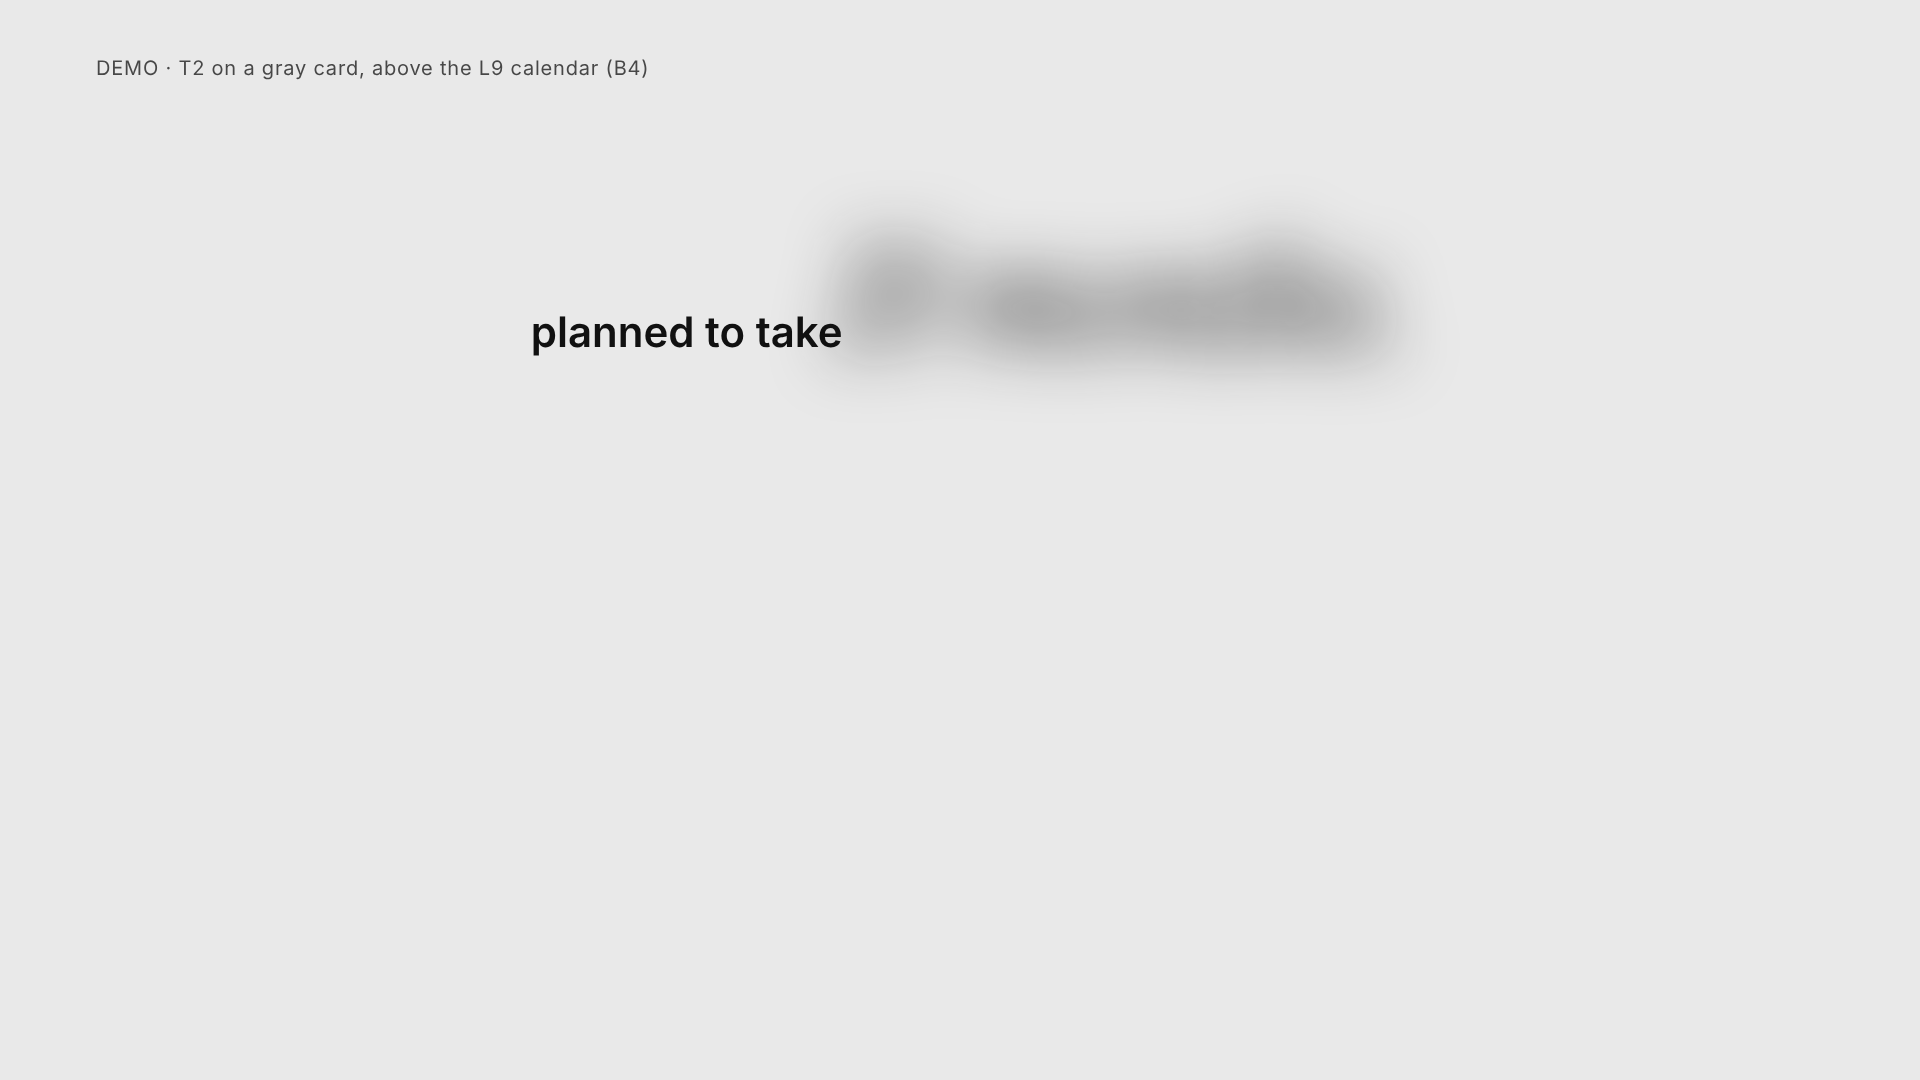 DEMO · T2 on a gray card, above the L9 calendar (B4)
planned to take